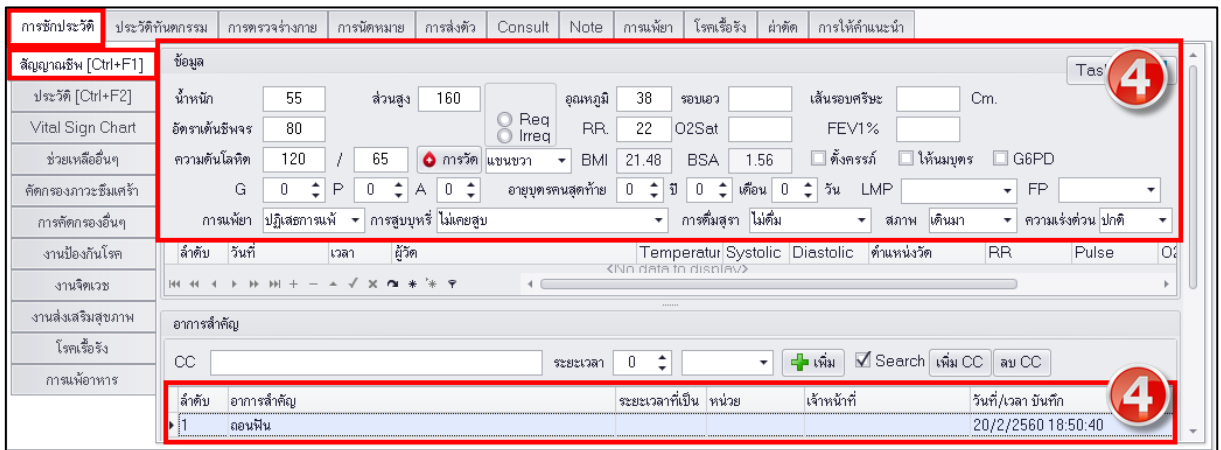 การซักประวัติ ประวัติทันตกรรม การตรวจร่างกาย การนัดหมาย การส่งตัว Consult Note การแพ้ยา โรคเรื้อรัง ผ่าตัด การให้คำแนะนำ
สัญญาณชีพ [Ctrl+F1] ข้อมูล Tas 4
ประวัติ [Ctrl+F2] น้ำหนัก 55 ส่วนสูง 160 Req อุณหภูมิ 38 รอบเอว เส้นรอบศรีษะ Cm.
Vital Sign Chart อัตราเต้นชีพจร 80 Irreq RR. 22 O2Sat FEV1%
ช่วยเหลืออื่นๆ ความดันโลหิต 120 / 65 การวัด แขนขวา BMI 21.48 BSA 1.56 ตั้งครรภ์ ให้นมบุตร G6PD
คัดกรองภาวะซึมเศร้า G 0 P 0 A 0 อายุบุตรคนสุดท้าย 0 ปี 0 เดือน 0 วัน LMP FP
การคัดกรองอื่นๆ การแพ้ยา ปฏิเสธการแพ้ การสูบบุหรี่ ไม่เคยสูบ การดื่มสุรา ไม่ดื่ม สภาพ เดินมา ความเร่งด่วน ปกติ
งานป้องกันโรค ลำดับ วันที่ เวลา ผู้วัด Temperatur Systolic Diastolic ตำแหน่งวัด RR Pulse O2
<No data to display>
งานจิตเวช
งานส่งเสริมสุขภาพ อาการสำคัญ
โรคเรื้อรัง CC ระยะเวลา 0 เพิ่ม Search เพิ่ม CC ลบ CC
การแพ้อาหาร
ลำดับ อาการสำคัญ ระยะเวลาที่เป็น หน่วย เจ้าหน้าที่ วันที่/เวลา บันทึก 4
1 ถอนฟัน 20/2/2560 18:50:40